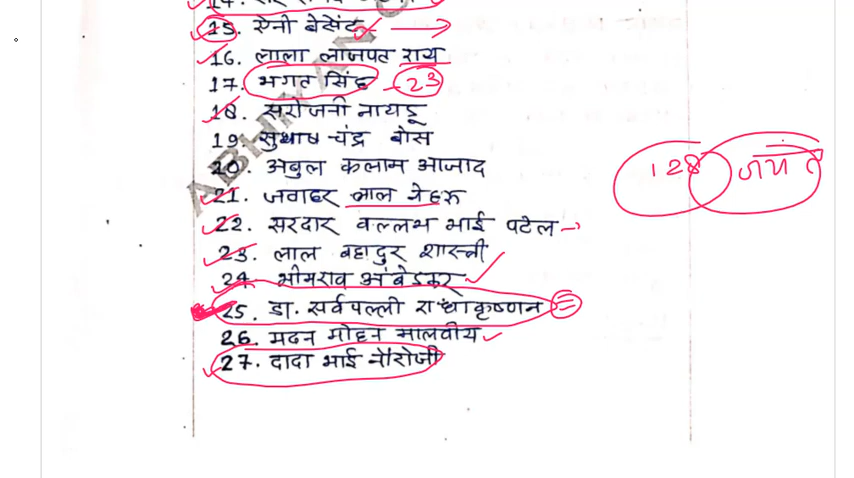 15. ऐनी बेसेंट
16. लाला लाजपत राय
17. भगत सिंह 23
18. सरोजनी नायडू
19. सुभाष चंद्र बोस
20. अबुल कलाम आजाद
21. जवाहर लाल नेहरू
22. सरदार वल्लभ भाई पटेल
23. लाल बहादुर शास्त्री
24. भीमराव अंबेडकर
25. डा. सर्वपल्ली राधाकृष्णन
26. मदन मोहन मालवीय
27. दादा भाई नौरोजी
128
ABHIYAN